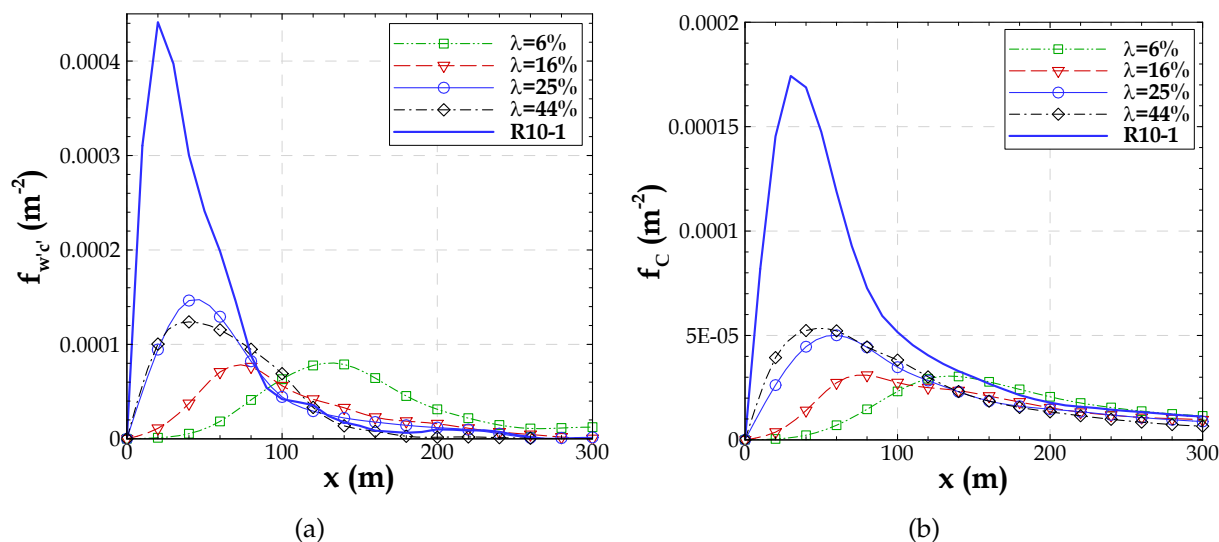 f_w'c' (m^-2)
0.0004
0.0003
0.0002
0.0001
0
0
100
200
300
x (m)
λ=6%
λ=16%
λ=25%
λ=44%
R10-1
(a)
f_C (m^-2)
0.0002
0.00015
0.0001
5E-05
0
0
100
200
300
x (m)
λ=6%
λ=16%
λ=25%
λ=44%
R10-1
(b)